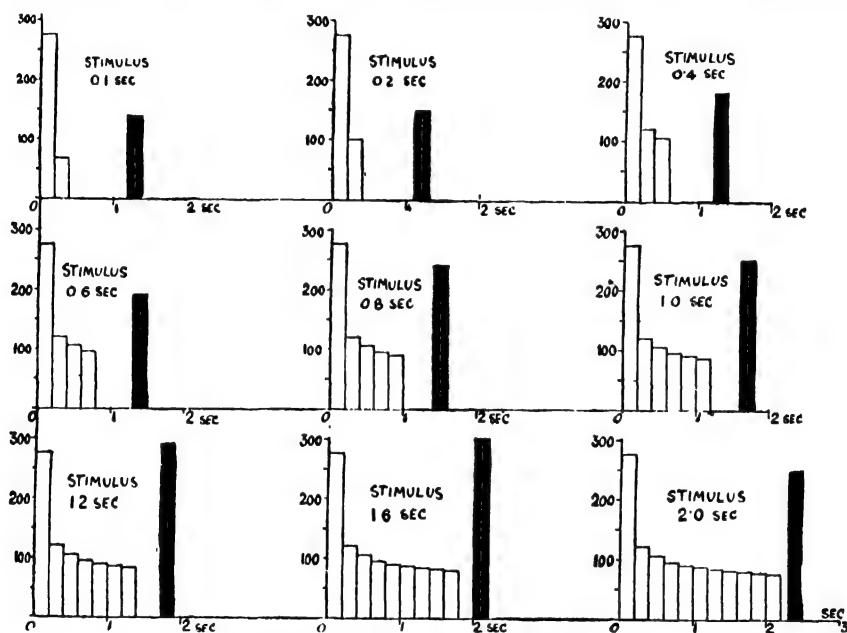 300
200
100
0
1
2 SEC
STIMULUS
0.1 SEC
300
200
100
0
1
2 SEC
STIMULUS
0.2 SEC
300
200
100
0
1
2 SEC
STIMULUS
0.4 SEC
300
200
100
0
1
2 SEC
STIMULUS
0.6 SEC
300
200
100
0
1
2 SEC
STIMULUS
0.8 SEC
300
200
100
0
1
2 SEC
STIMULUS
1.0 SEC
300
200
100
0
1
2 SEC
STIMULUS
1.2 SEC
300
200
100
0
1
2 SEC
STIMULUS
1.6 SEC
300
200
100
0
1
2
SEC
3
STIMULUS
2.0 SEC